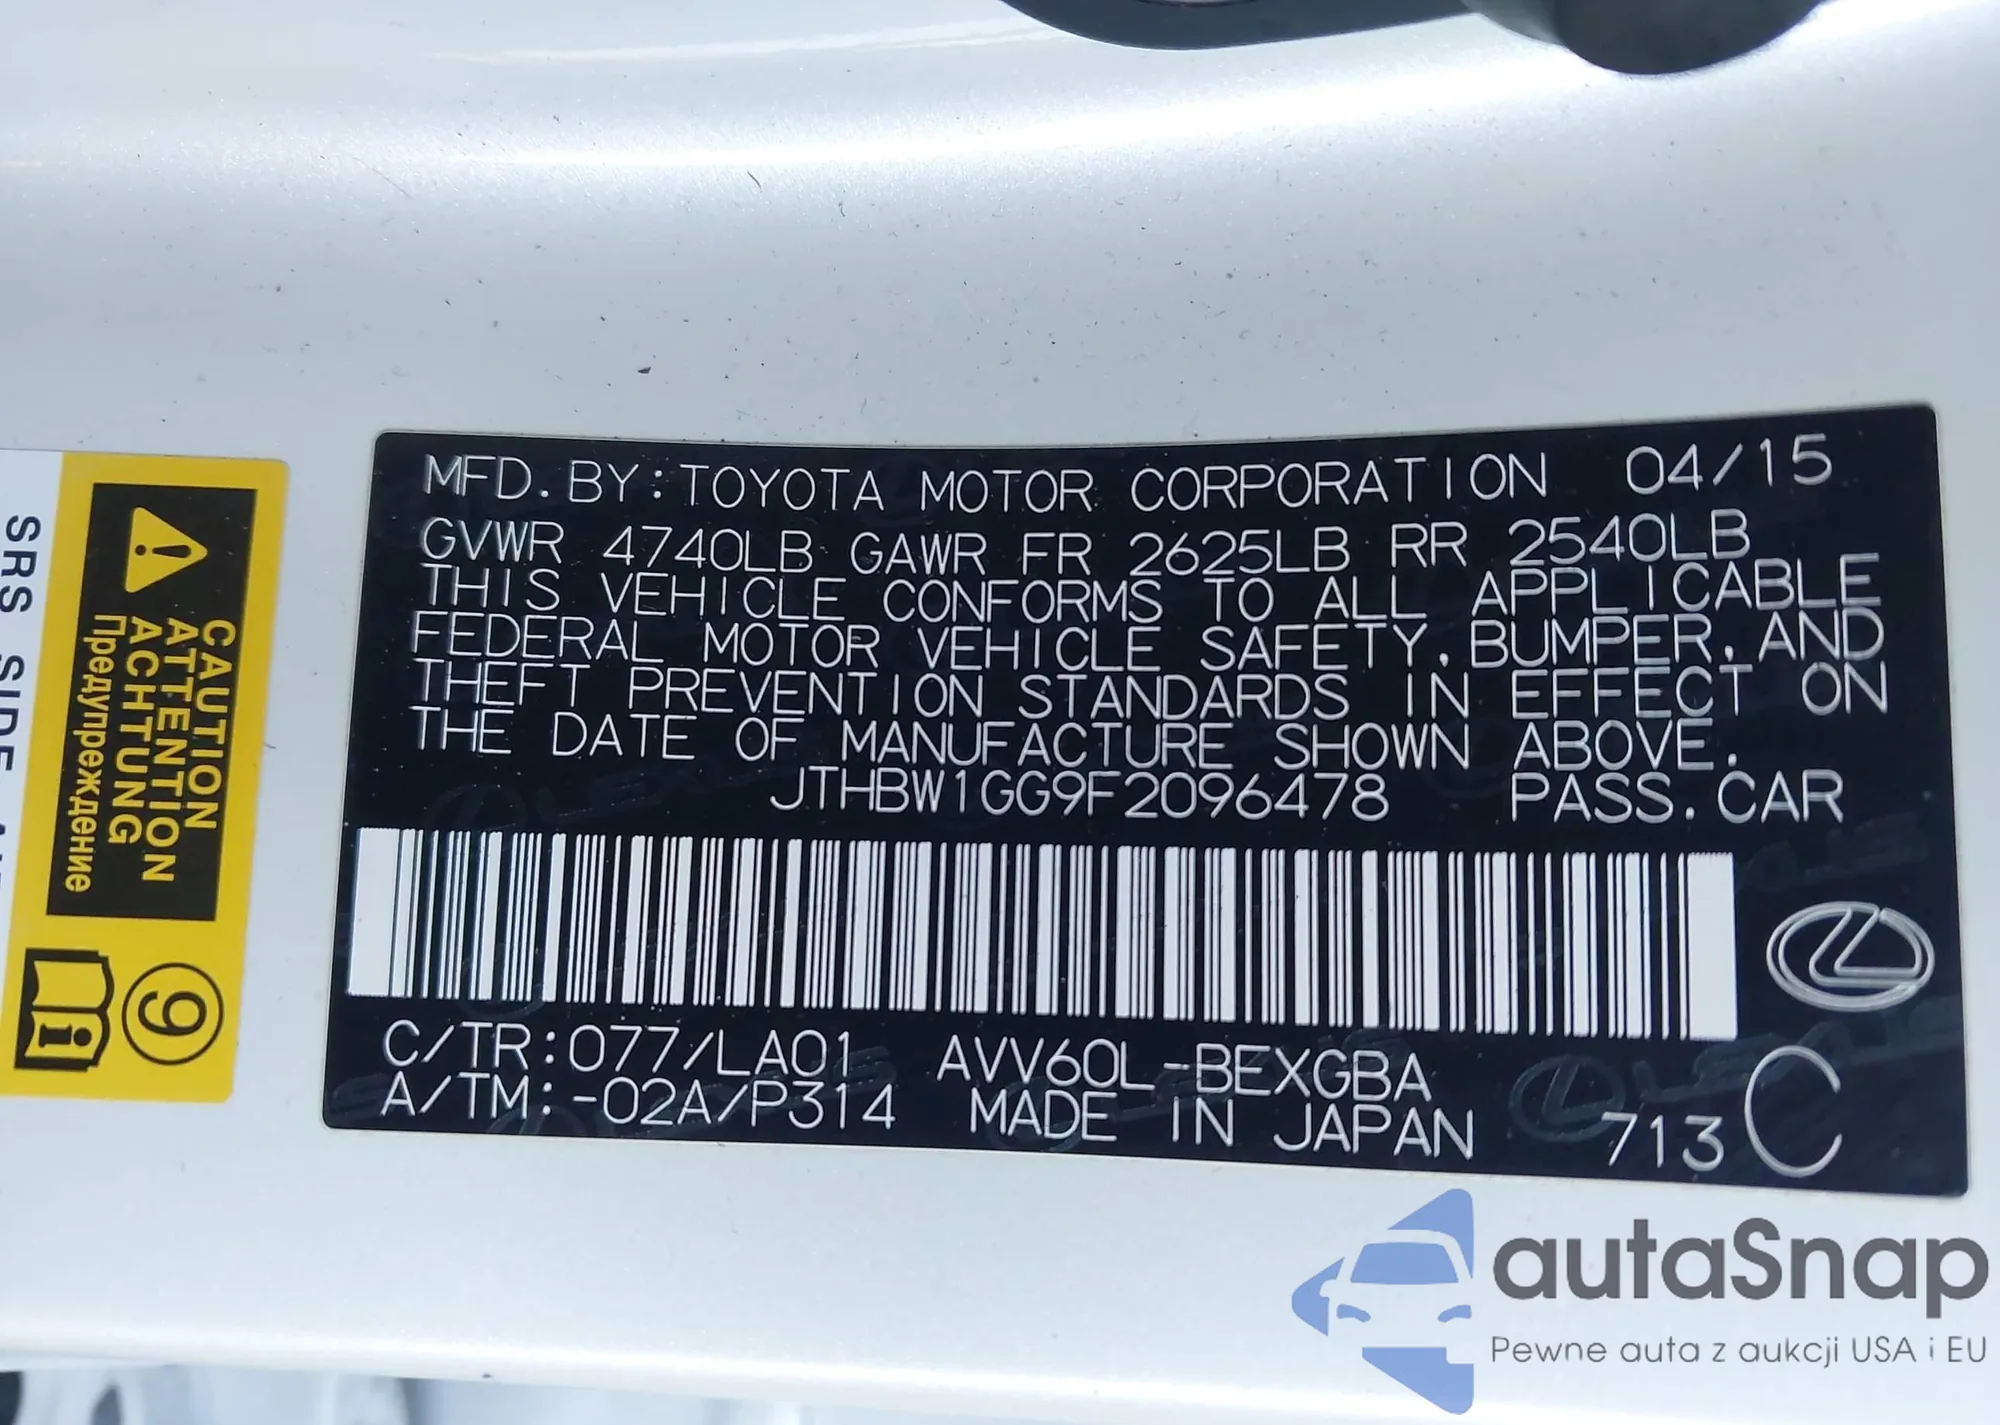 MFD. BY: TOYOTA MOTOR CORPORATION 04/15
GVWR 4740LB GAWR FR 2625LB RR 2540LB
THIS VEHICLE CONFORMS TO ALL APPLICABLE
FEDERAL MOTOR VEHICLE SAFETY, BUMPER, AND
THEFT PREVENTION STANDARDS IN EFFECT ON
THE DATE OF MANUFACTURE SHOWN ABOVE.
JTHBW1GG9F2096478 PASS. CAR
C/TR: 077/LA01 AVV60L-BEXGBA
A/TM: -02A/P314 MADE IN JAPAN 713 C
CAUTION
ATTENTION
ACHTUNG
Предупреждение
9
SRS SIDE
autaSnap
Pewne auta z aukcji USA i EU